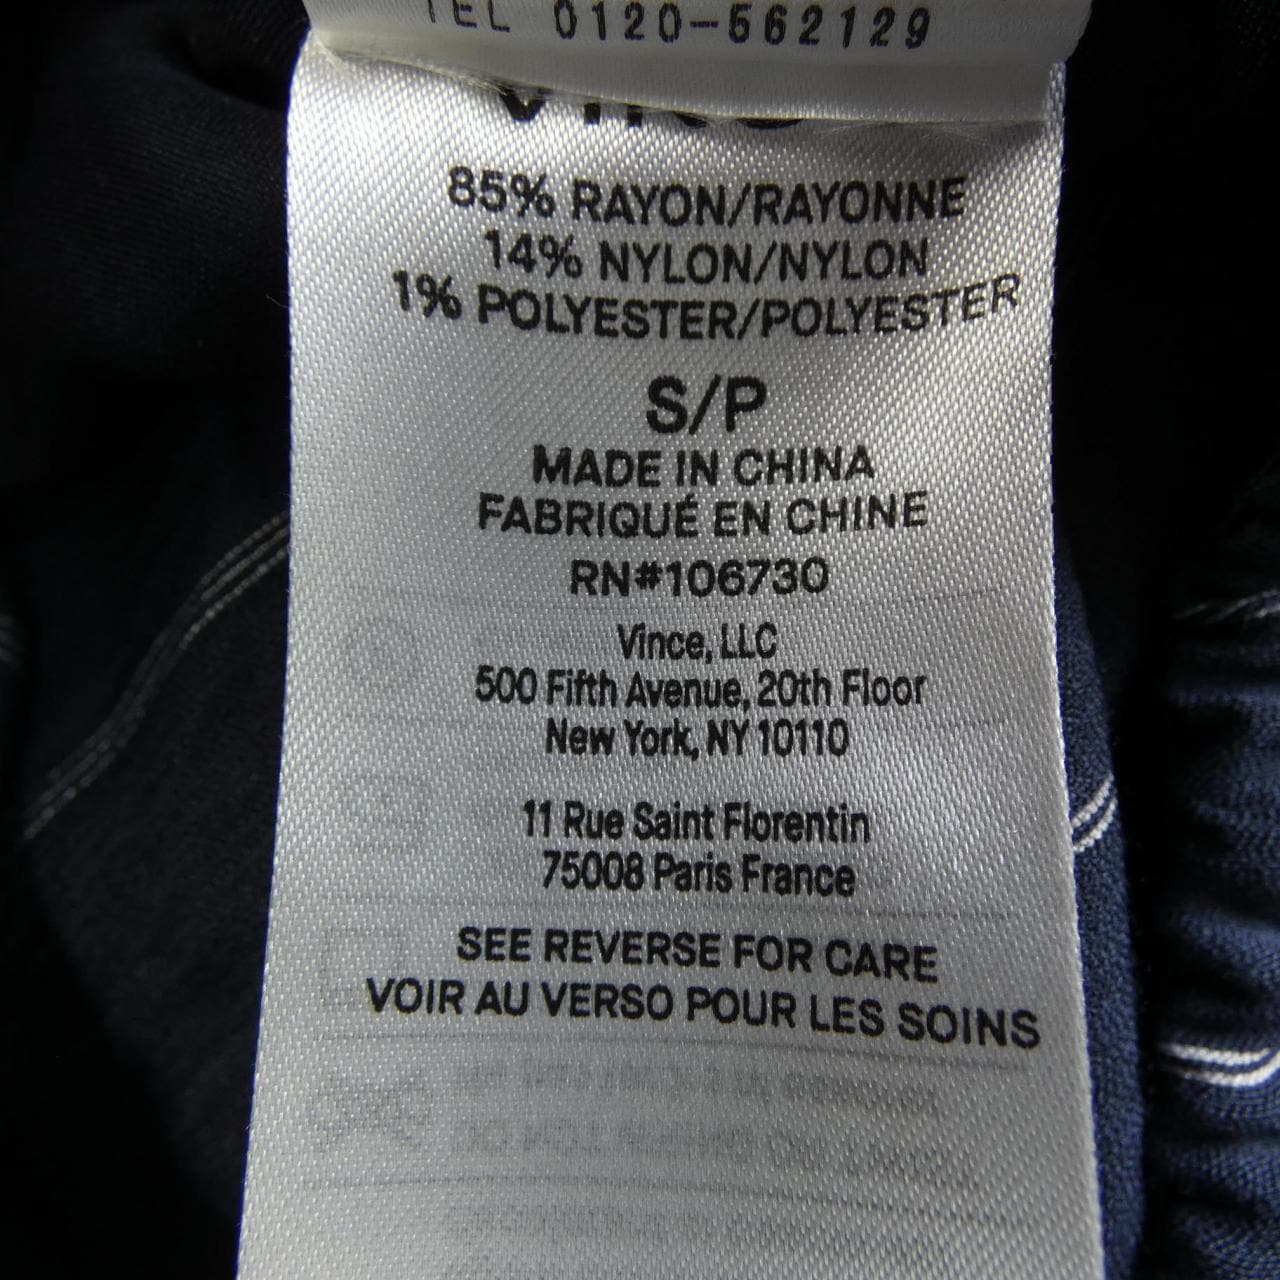 TEL 0120-562129
85% RAYON/RAYONNE
14% NYLON/NYLON
1% POLYESTER/POLYESTER
S/P
MADE IN CHINA
FABRIQUÉ EN CHINE
RN#106730
Vince, LLC
500 Fifth Avenue, 20th Floor
New York, NY 10110
11 Rue Saint Florentin
75008 Paris France
SEE REVERSE FOR CARE
VOIR AU VERSO POUR LES SOINS